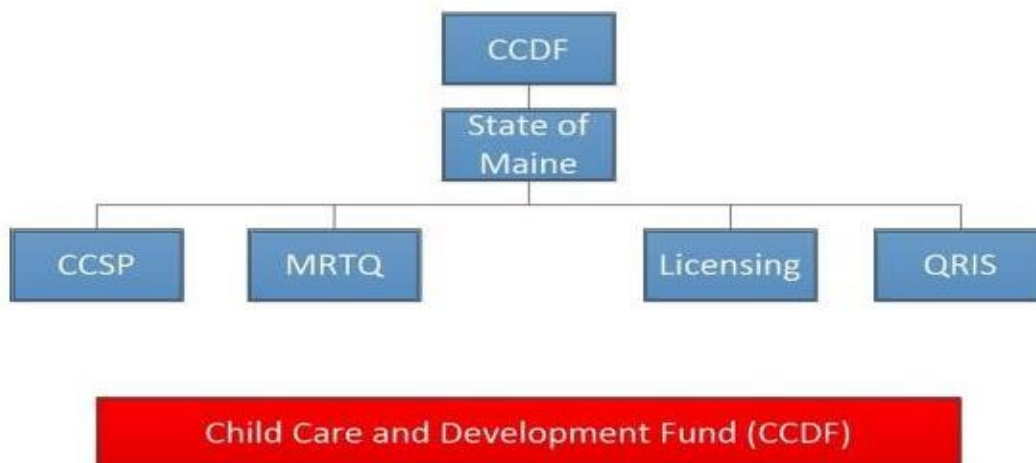 CCDF
State of
Maine
CCSP
MRTQ
Licensing
QRIS
Child Care and Development Fund (CCDF)